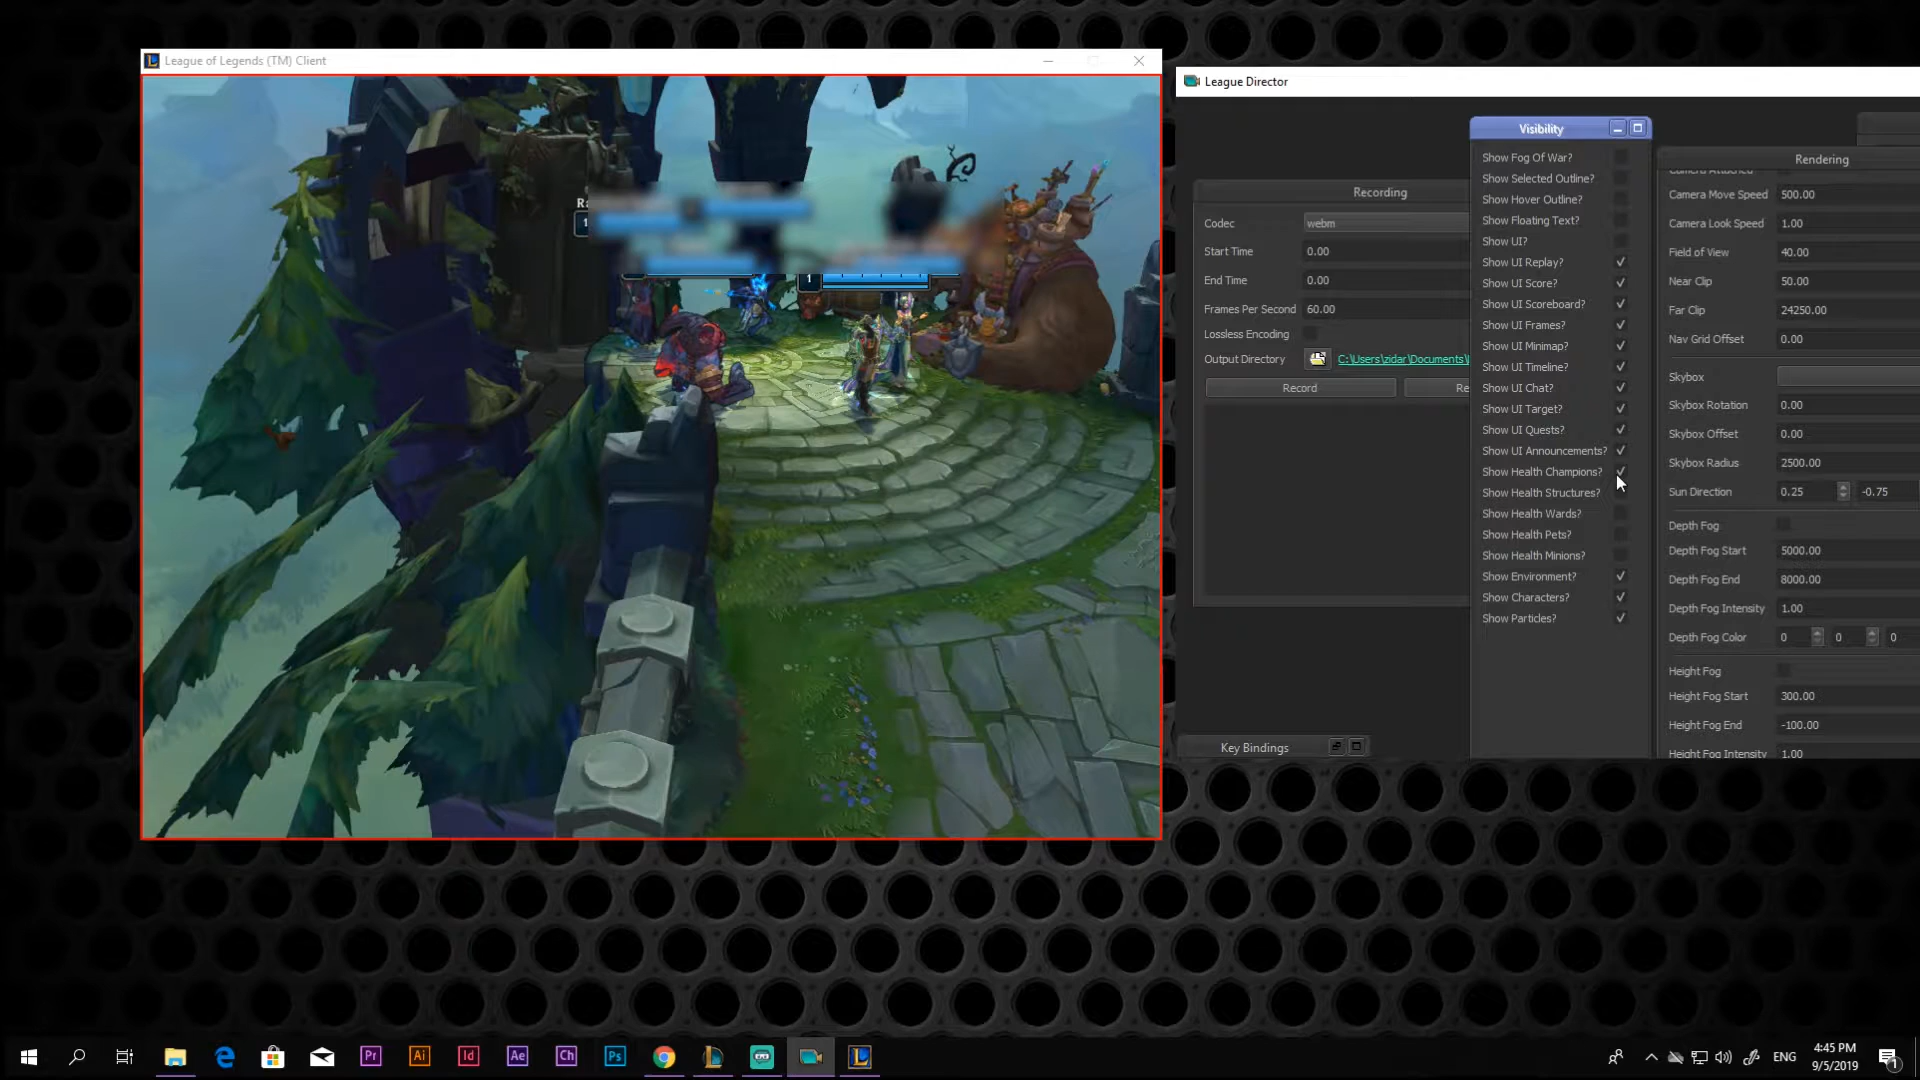 League of Legends (TM) Client
Ra
1
1
League Director
Recording
Codec
webm
Start Time
0.00
End Time
0.00
Frames Per Second
60.00
Lossless Encoding
Output Directory
C:\Users\zidar\Documents\
Record
Re
Key Bindings
Visibility
Show Fog Of War?
Show Selected Outline?
Show Hover Outline?
Show Floating Text?
Show UI?
Show UI Replay?
Show UI Score?
Show UI Scoreboard?
Show UI Frames?
Show UI Minimap?
Show UI Timeline?
Show UI Chat?
Show UI Target?
Show UI Quests?
Show UI Announcements?
Show Health Champions?
Show Health Structures?
Show Health Wards?
Show Health Pets?
Show Health Minions?
Show Environment?
Show Characters?
Show Particles?
Rendering
Camera Attached
Camera Move Speed
500.00
Camera Look Speed
1.00
Field of View
40.00
Near Clip
50.00
Far Clip
24250.00
Nav Grid Offset
0.00
Skybox
Skybox Rotation
0.00
Skybox Offset
0.00
Skybox Radius
2500.00
Sun Direction
0.25
-0.75
Depth Fog
Depth Fog Start
5000.00
Depth Fog End
8000.00
Depth Fog Intensity
1.00
Depth Fog Color
0
0
0
Height Fog
Height Fog Start
300.00
Height Fog End
-100.00
Height Fog Intensity
1.00
Pr
Ai
Id
Ae
Ch
Ps
ENG
4:45 PM
9/5/2019
1